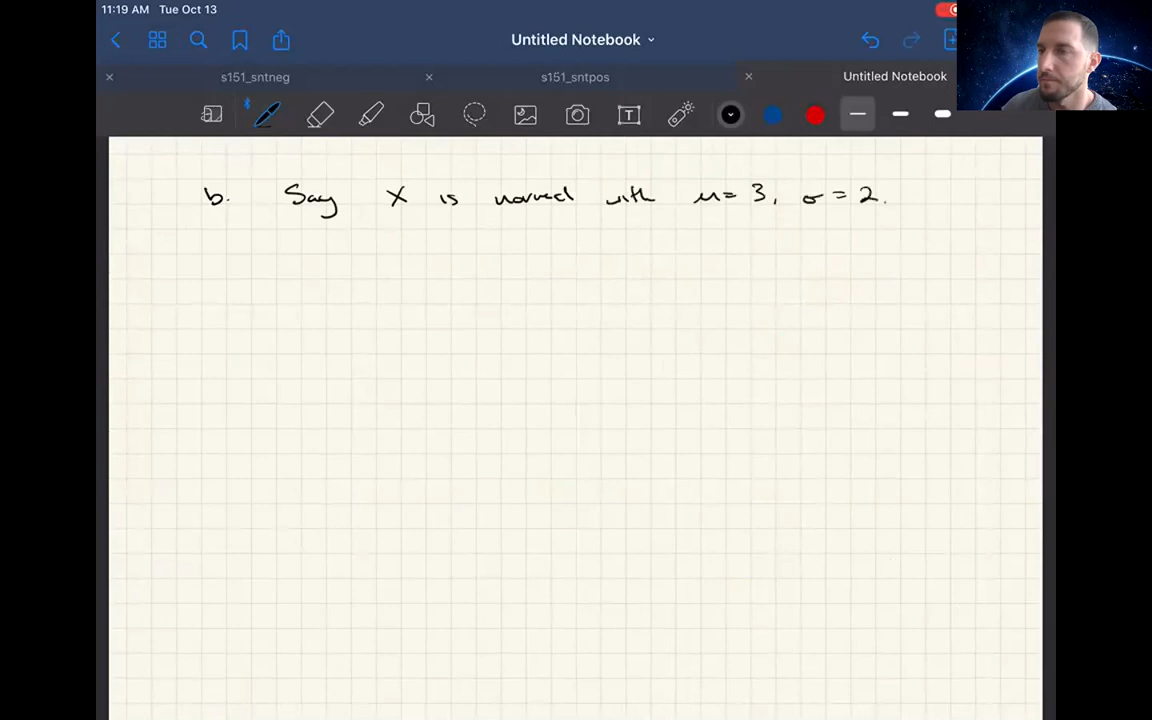 11:19 AM Tue Oct 13
Untitled Notebook
s151_sntneg
s151_sntpos
Untitled Notebook
T
b. Say X is normal with μ = 3, σ = 2.